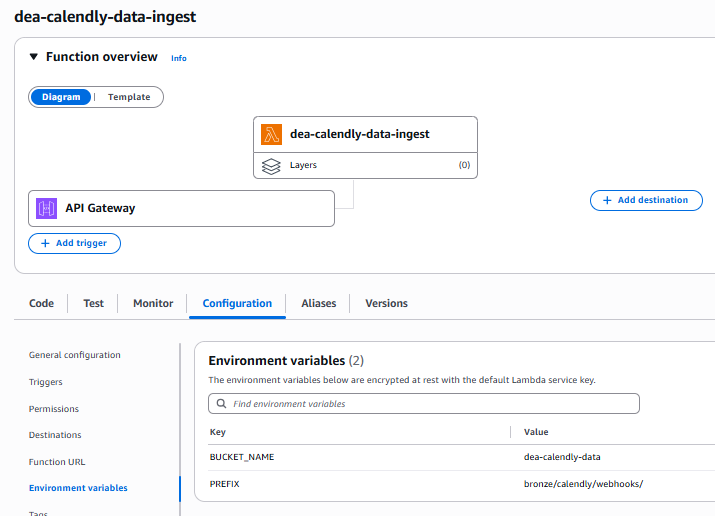 dea-calendly-data-ingest
Function overview Info
Diagram Template
dea-calendly-data-ingest
Layers (0)
API Gateway
Add destination
Add trigger
Code Test Monitor Configuration Aliases Versions
General configuration
Triggers
Permissions
Destinations
Function URL
Environment variables
Tags
Environment variables (2)
The environment variables below are encrypted at rest with the default Lambda service key.
Find environment variables
Key Value
BUCKET_NAME dea-calendly-data
PREFIX bronze/calendly/webhooks/